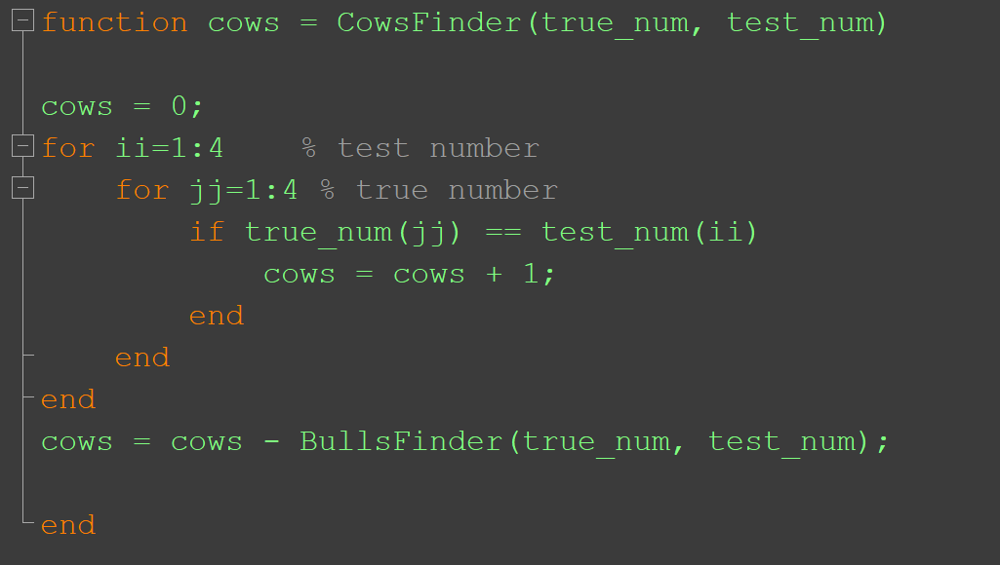 function cows = CowsFinder(true_num, test_num)
cows = 0;
for ii=1:4    % test number
    for jj=1:4 % true number
        if true_num(jj) == test_num(ii)
            cows = cows + 1;
        end
    end
end
cows = cows - BullsFinder(true_num, test_num);
end